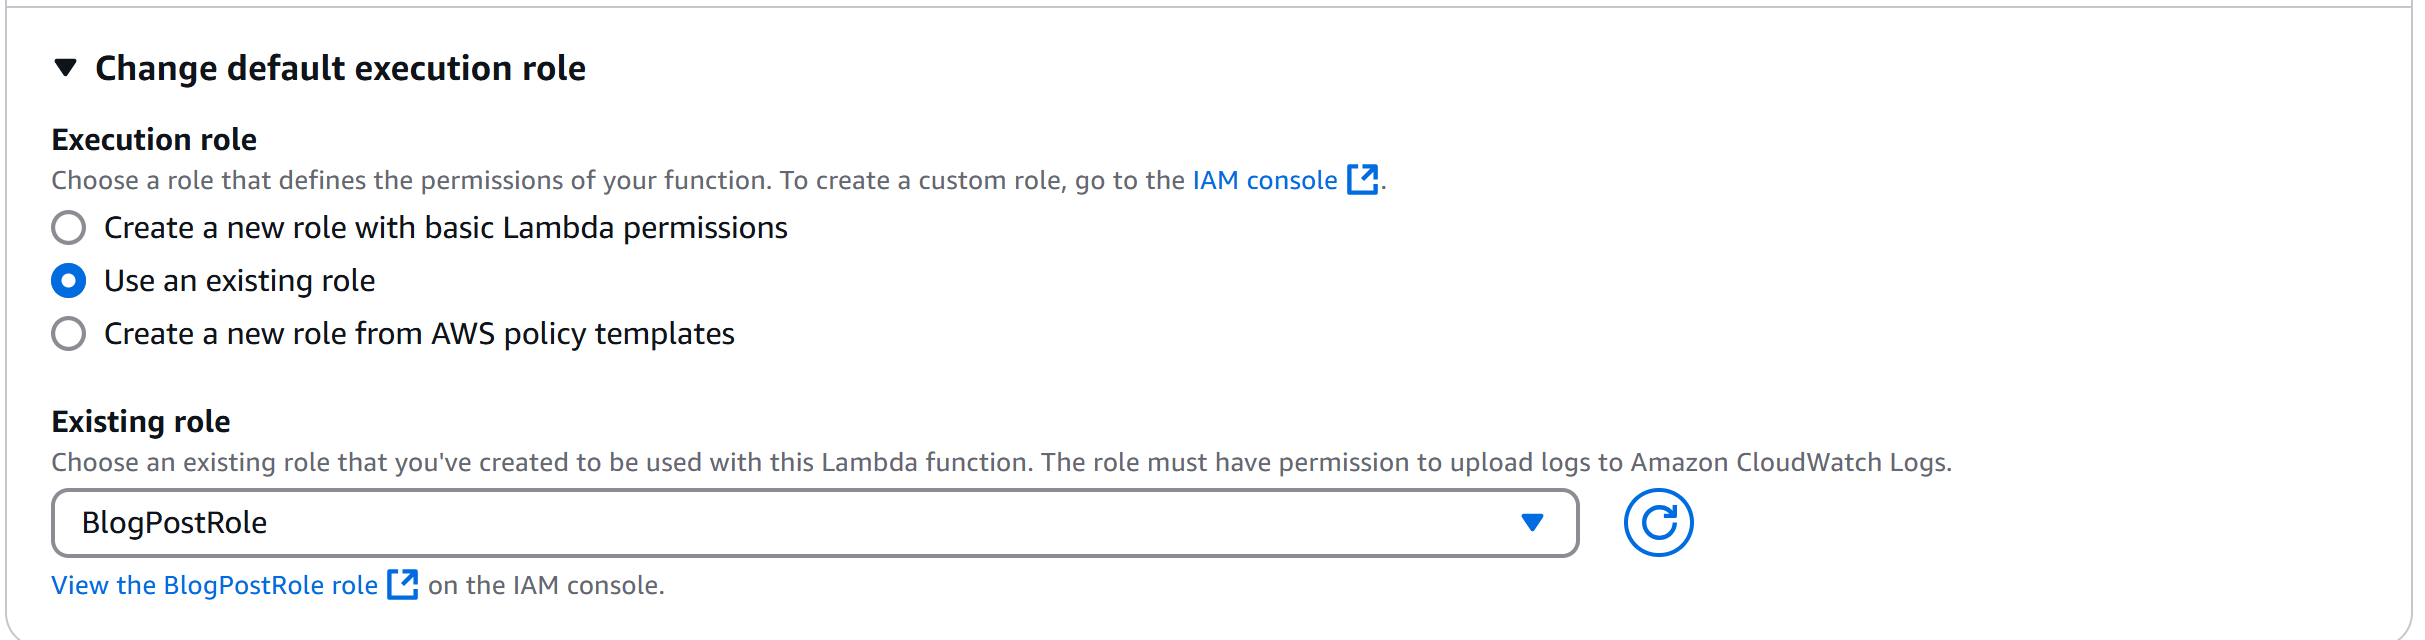 Change default execution role
Execution role
Choose a role that defines the permissions of your function. To create a custom role, go to the IAM console .
Create a new role with basic Lambda permissions
Use an existing role
Create a new role from AWS policy templates
Existing role
Choose an existing role that you've created to be used with this Lambda function. The role must have permission to upload logs to Amazon CloudWatch Logs.
BlogPostRole
View the BlogPostRole role on the IAM console.